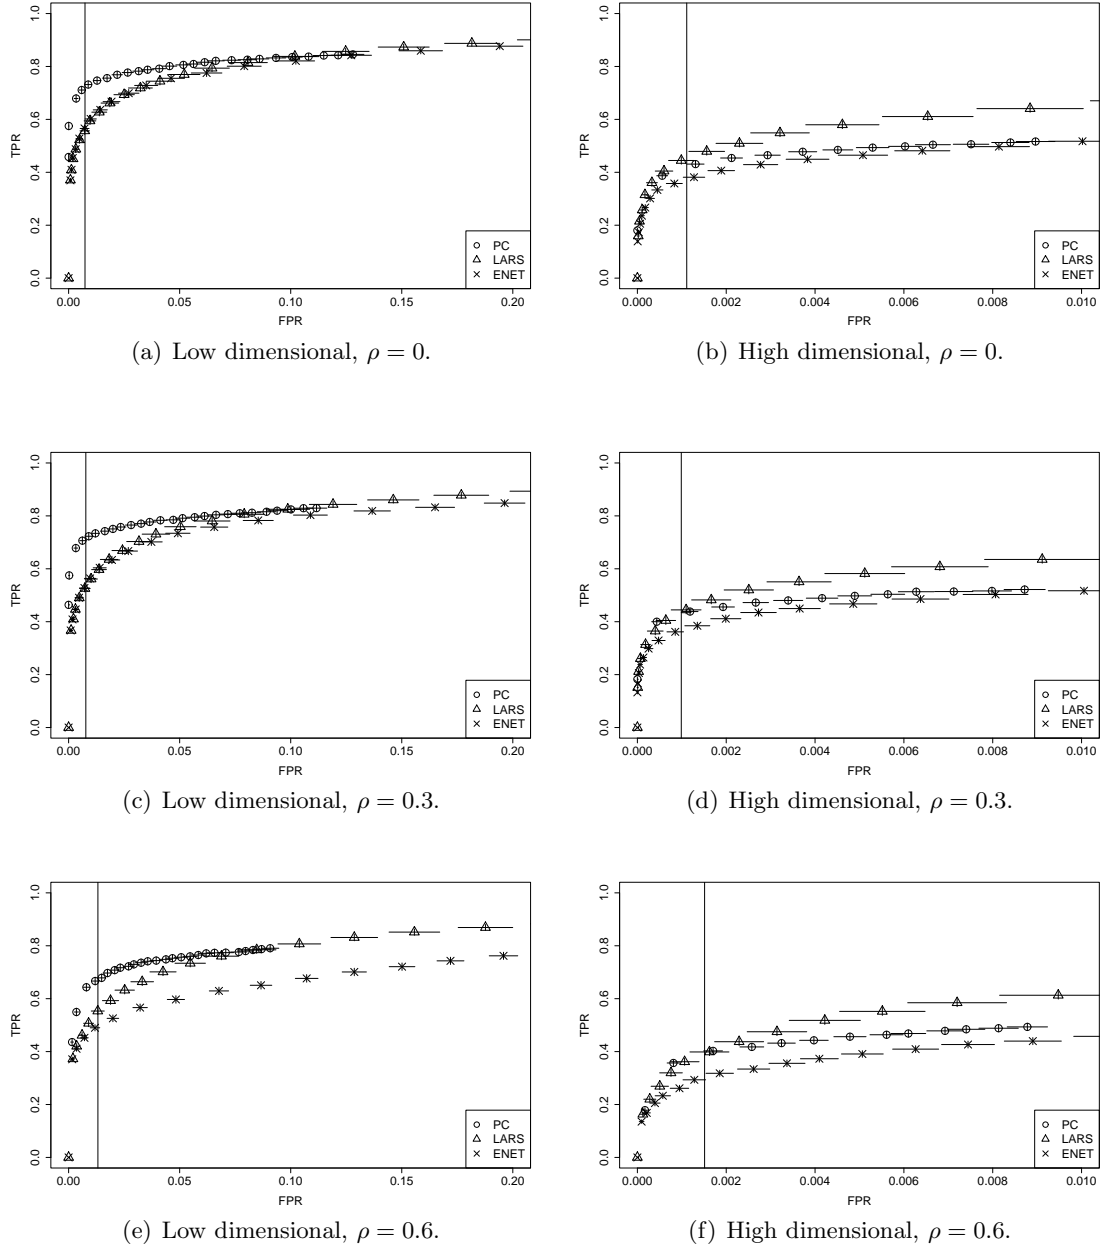 1.0
0.8
0.6
0.4
0.2
0.0
TPR
PC
LARS
ENET
0.00 0.05 0.10 0.15 0.20
FPR
(a) Low dimensional, ρ = 0.
1.0
0.8
0.6
0.4
0.2
0.0
TPR
PC
LARS
ENET
0.000 0.002 0.004 0.006 0.008 0.010
FPR
(b) High dimensional, ρ = 0.
1.0
0.8
0.6
0.4
0.2
0.0
TPR
PC
LARS
ENET
0.00 0.05 0.10 0.15 0.20
FPR
(c) Low dimensional, ρ = 0.3.
1.0
0.8
0.6
0.4
0.2
0.0
TPR
PC
LARS
ENET
0.000 0.002 0.004 0.006 0.008 0.010
FPR
(d) High dimensional, ρ = 0.3.
1.0
0.8
0.6
0.4
0.2
0.0
TPR
PC
LARS
ENET
0.00 0.05 0.10 0.15 0.20
FPR
(e) Low dimensional, ρ = 0.6.
1.0
0.8
0.6
0.4
0.2
0.0
TPR
PC
LARS
ENET
0.000 0.002 0.004 0.006 0.008 0.010
FPR
(f) High dimensional, ρ = 0.6.